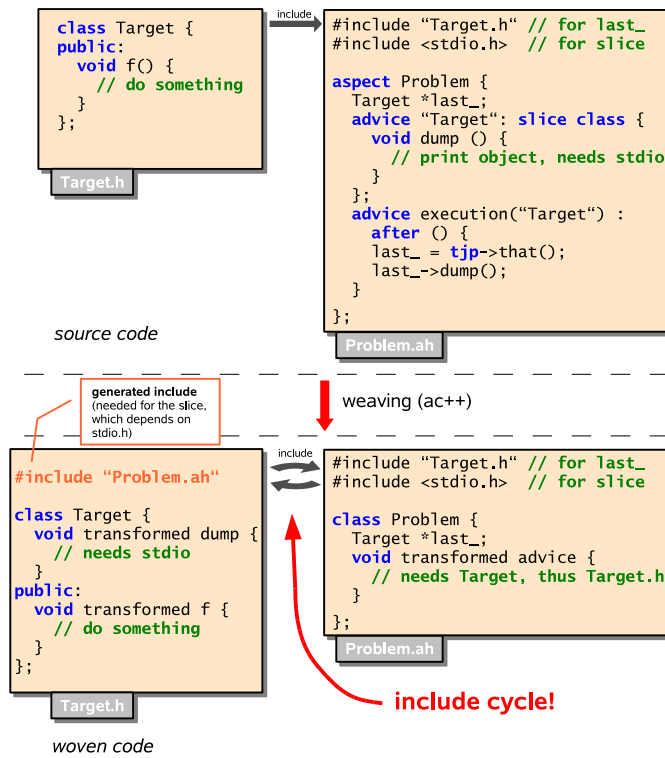 class Target {
public:
void f() {
// do something
}
};
Target.h
include
#include “Target.h“ // for last_
#include <stdio.h> // for slice
aspect Problem {
Target *last_;
advice “Target“: slice class {
void dump () {
// print object, needs stdio
}
};
advice execution(“Target“) :
after () {
last_ = tjp->that();
last_->dump();
}
};
Problem.ah
source code
generated include
(needed for the slice,
which depends on
stdio.h)
weaving (ac++)
#include “Problem.ah“
class Target {
void transformed dump {
// needs stdio
}
public:
void transformed f {
// do something
}
};
Target.h
include
#include “Target.h“ // for last_
#include <stdio.h> // for slice
class Problem {
Target *last_;
void transformed advice {
// needs Target, thus Target.h
}
};
Problem.ah
include cycle!
woven code